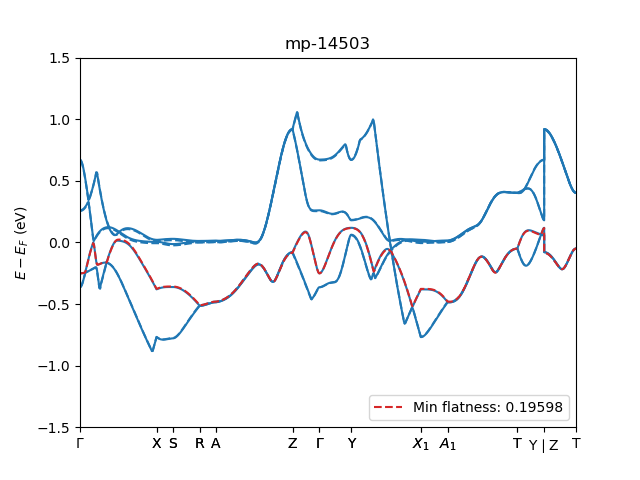 mp-14503
1.5
1.0
0.5
0.0
−0.5
−1.0
−1.5
E − E_F (eV)
Min flatness: 0.19598
Γ X S R A Z Γ Y X₁ A₁ T Y | Z T